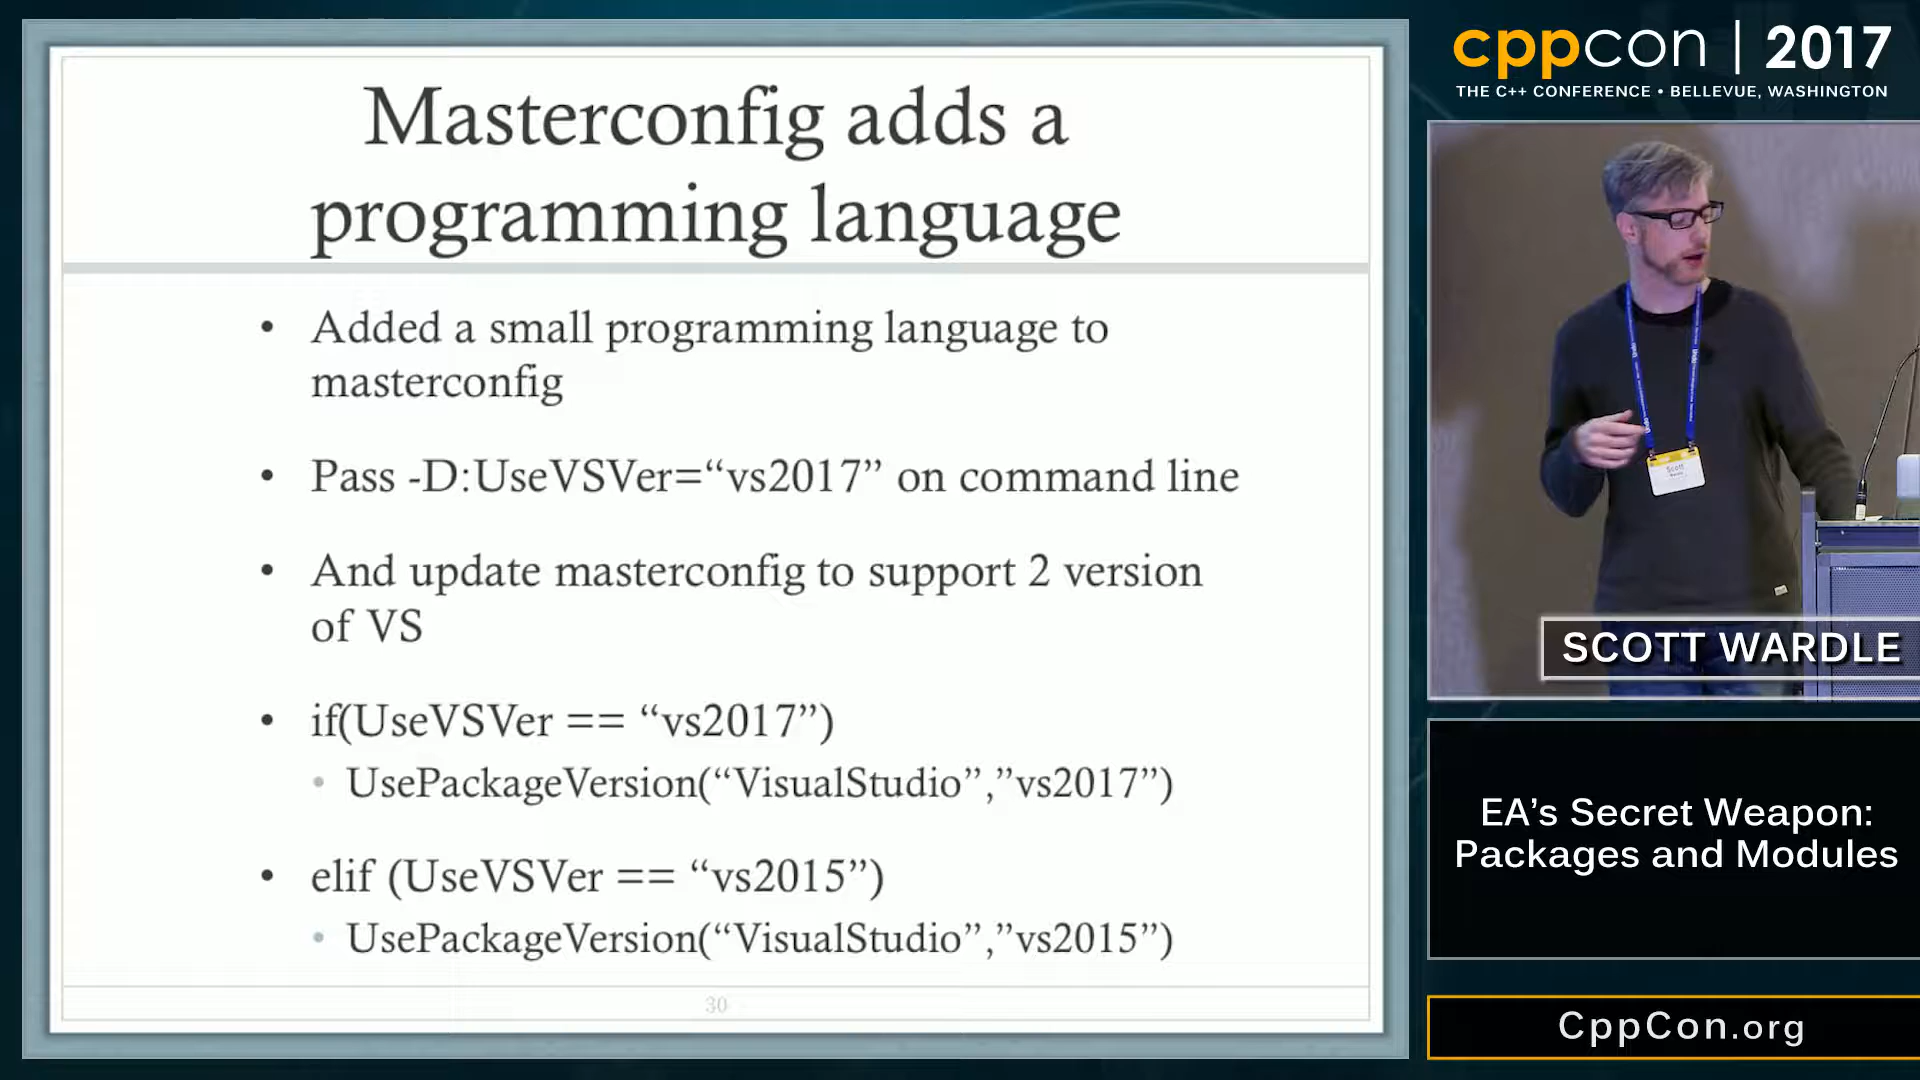 Masterconfig adds a
programming language
• Added a small programming language to
masterconfig
• Pass -D:UseVSVer=“vs2017” on command line
• And update masterconfig to support 2 version
of VS
• if(UseVSVer == “vs2017”)
• UsePackageVersion(“VisualStudio”,”vs2017”)
• elif (UseVSVer == “vs2015”)
• UsePackageVersion(“VisualStudio”,”vs2015”)
30
cppcon | 2017
THE C++ CONFERENCE • BELLEVUE, WASHINGTON
Scott
SCOTT WARDLE
EA’s Secret Weapon:
Packages and Modules
CppCon.org